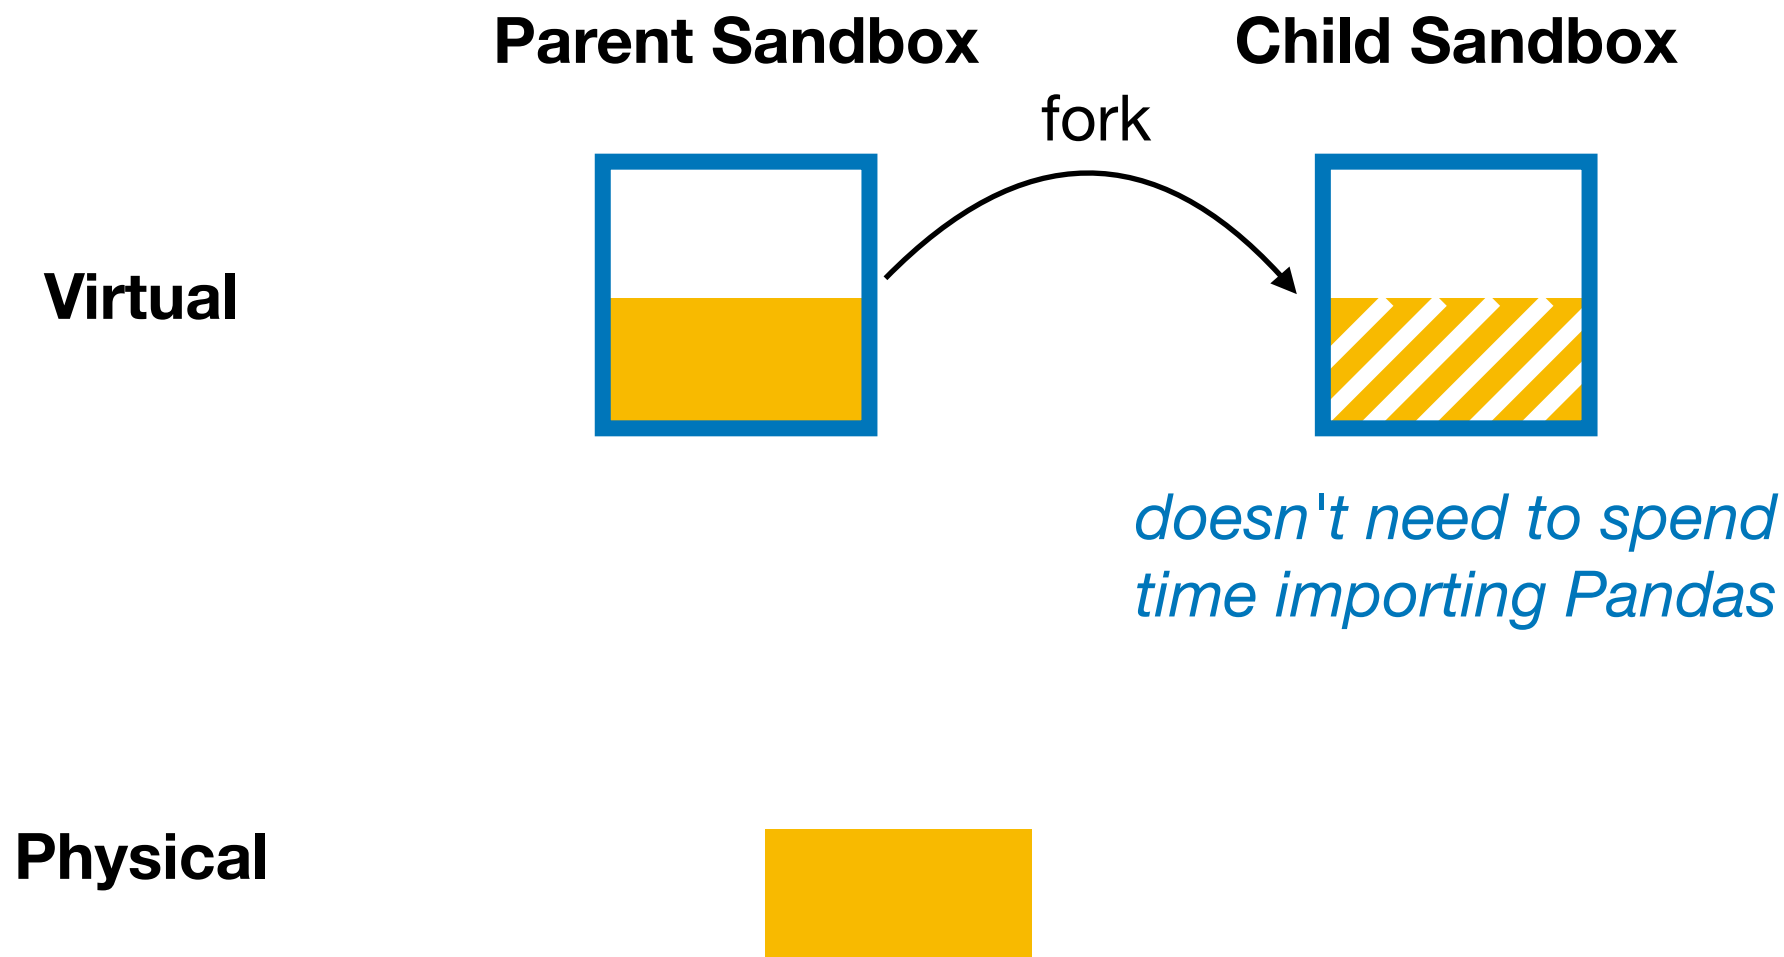 Parent Sandbox
Child Sandbox
fork
Virtual
doesn't need to spend
time importing Pandas
Physical